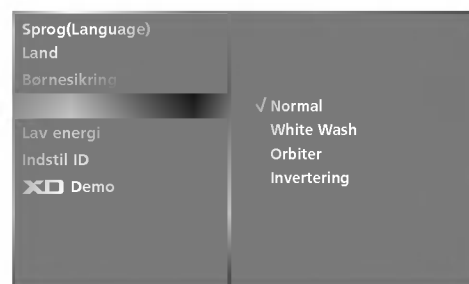 Sprog(Language)
Land
Børnesikring
Lav energi
Indstil ID
XD Demo
√ Normal
White Wash
Orbiter
Invertering